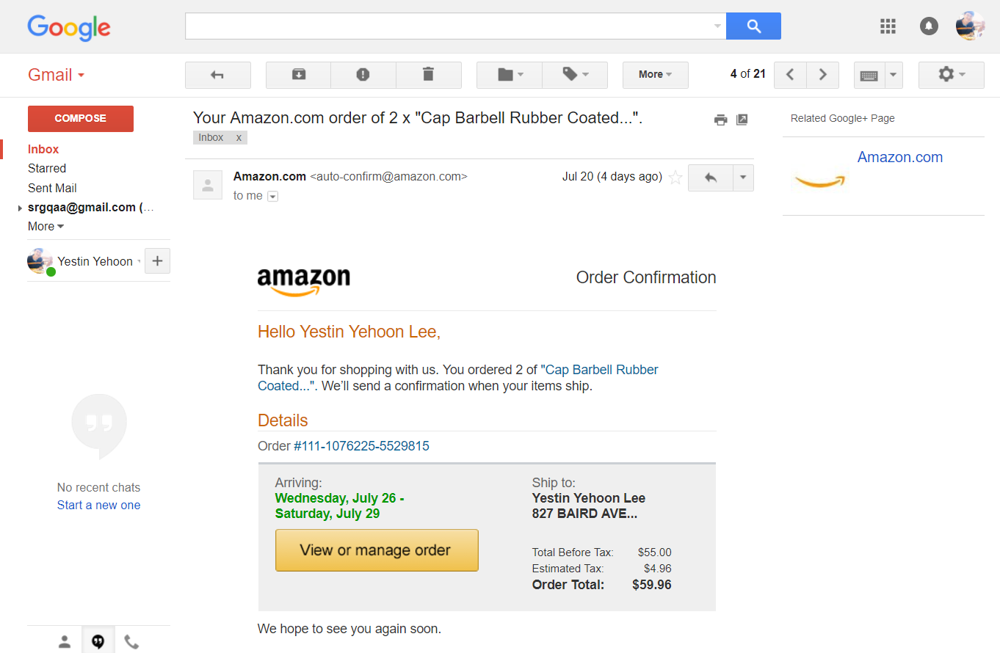 Google
Gmail
More
4 of 21
COMPOSE
Inbox
Starred
Sent Mail
srgqaa@gmail.com (...
More
Yestin Yehoon
+
No recent chats
Start a new one
Your Amazon.com order of 2 x "Cap Barbell Rubber Coated...".
Inbox x
Amazon.com <auto-confirm@amazon.com>
Jul 20 (4 days ago)
to me
Related Google+ Page
Amazon.com
amazon
Order Confirmation
Hello Yestin Yehoon Lee,
Thank you for shopping with us. You ordered 2 of "Cap Barbell Rubber
Coated...". We’ll send a confirmation when your items ship.
Details
Order #111-1076225-5529815
Arriving:
Wednesday, July 26 -
Saturday, July 29
View or manage order
Ship to:
Yestin Yehoon Lee
827 BAIRD AVE...
Total Before Tax: $55.00
Estimated Tax: $4.96
Order Total: $59.96
We hope to see you again soon.